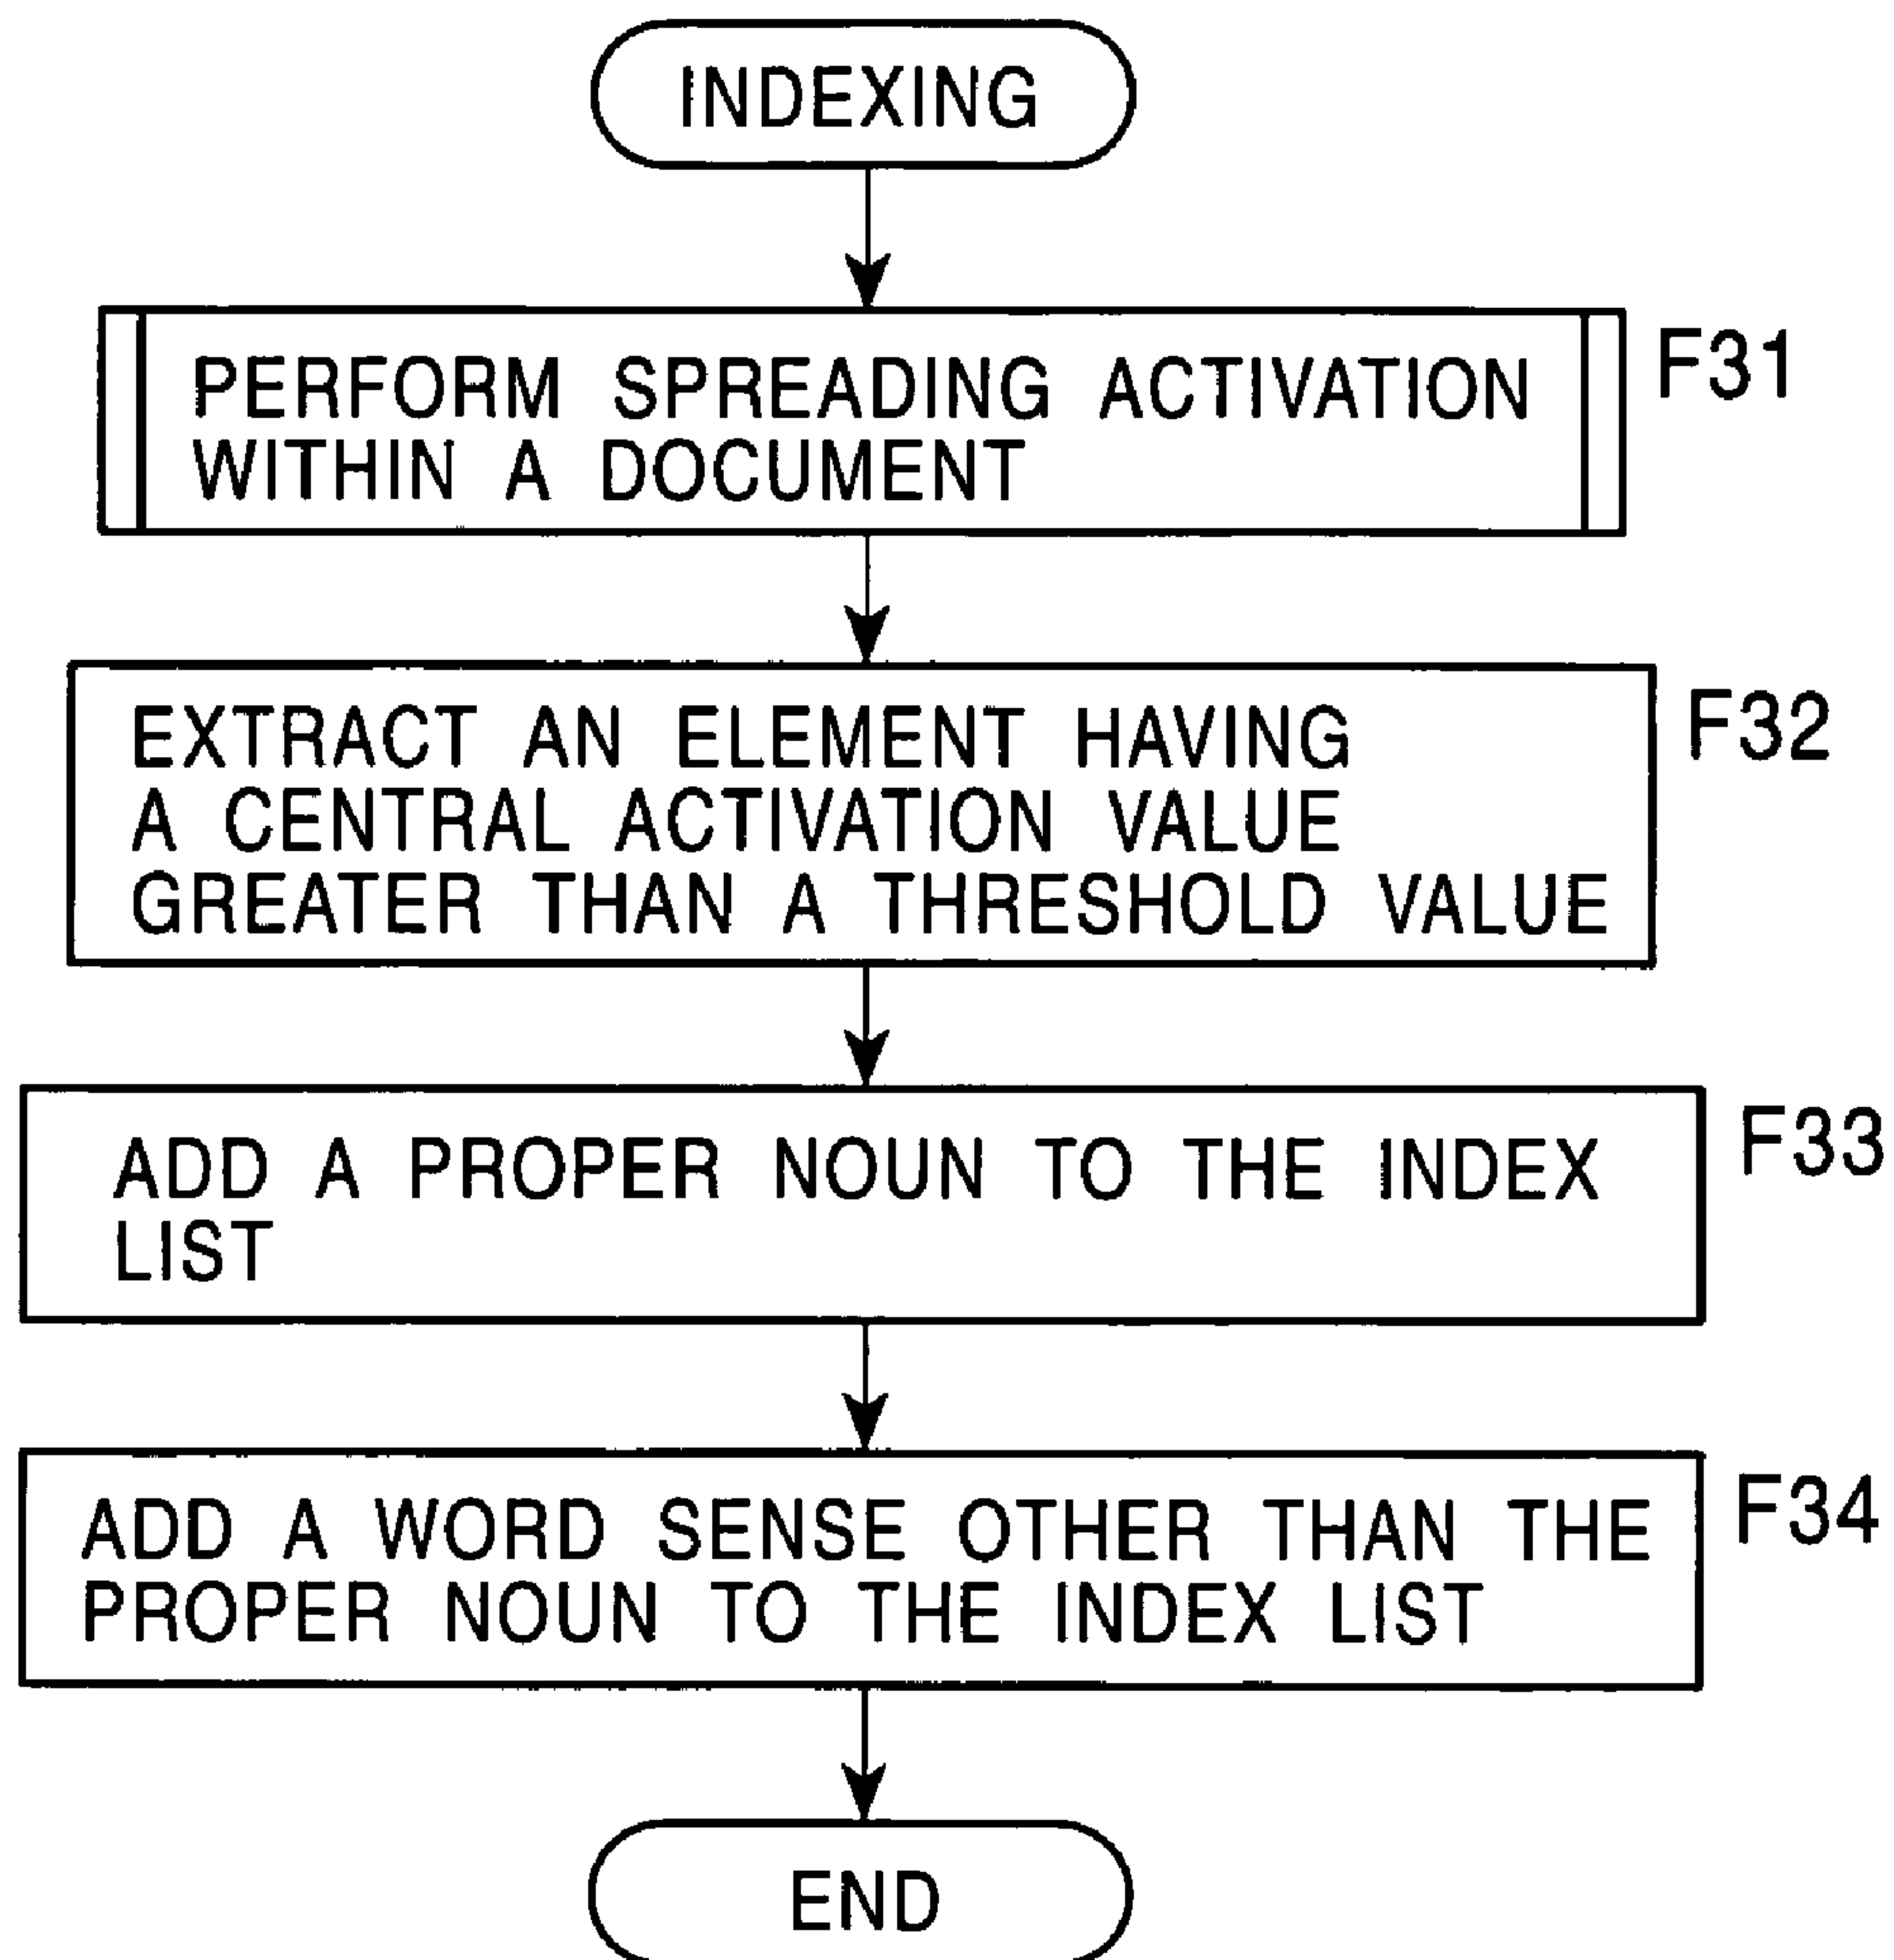 INDEXING
PERFORM SPREADING ACTIVATION
WITHIN A DOCUMENT
F31
EXTRACT AN ELEMENT HAVING
A CENTRAL ACTIVATION VALUE
GREATER THAN A THRESHOLD VALUE
F32
ADD A PROPER NOUN TO THE INDEX
LIST
F33
ADD A WORD SENSE OTHER THAN THE
PROPER NOUN TO THE INDEX LIST
F34
END